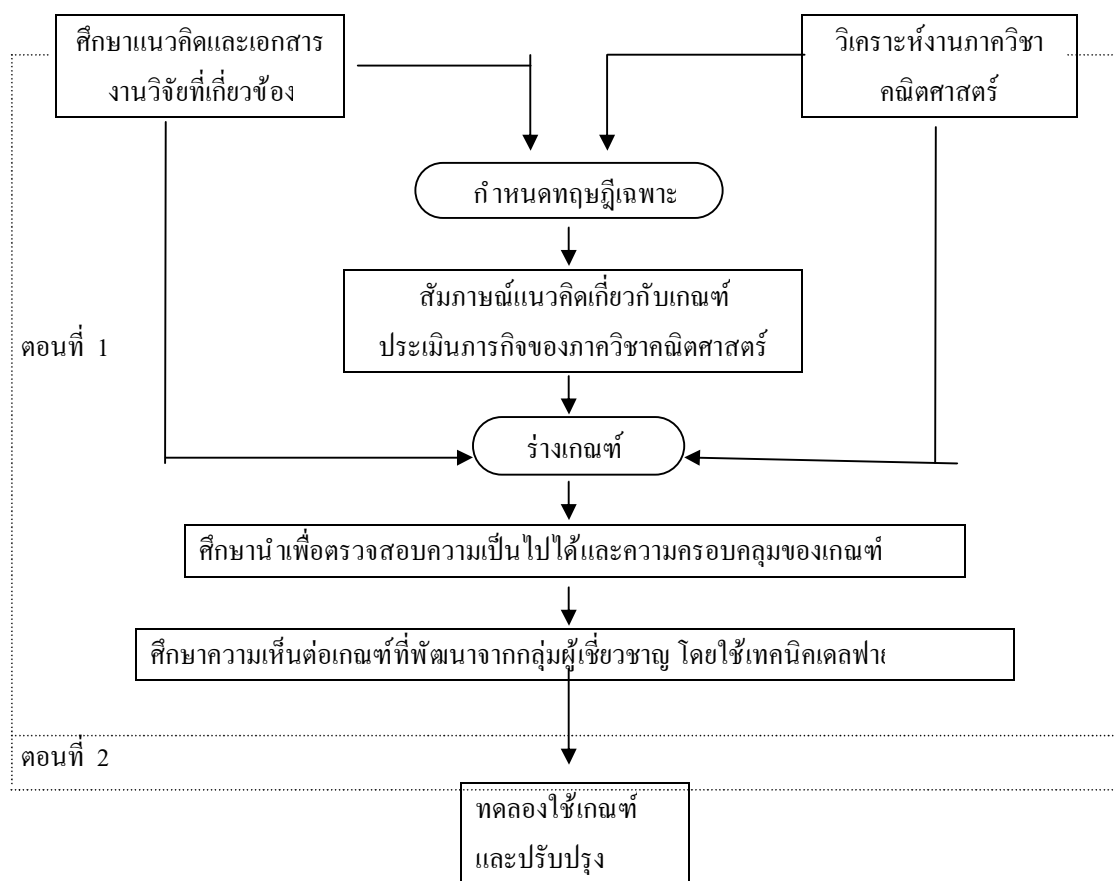 ศึกษาแนวคิดและเอกสาร
งานวิจัยที่เกี่ยวข้อง
วิเคราะห์งานภาควิชา
คณิตศาสตร์
กำหนดทฤษฎีเฉพาะ
สัมภาษณ์แนวคิดเกี่ยวกับเกณฑ์
ประเมินภารกิจของภาควิชาคณิตศาสตร์
ตอนที่ 1
ร่างเกณฑ์
ศึกษานำเพื่อตรวจสอบความเป็นไปได้และความครอบคลุมของเกณฑ์
ศึกษาความเห็นต่อเกณฑ์ที่พัฒนาจากกลุ่มผู้เชี่ยวชาญ โดยใช้เทคนิคเดลฟาย
ตอนที่ 2
ทดลองใช้เกณฑ์
และปรับปรุง